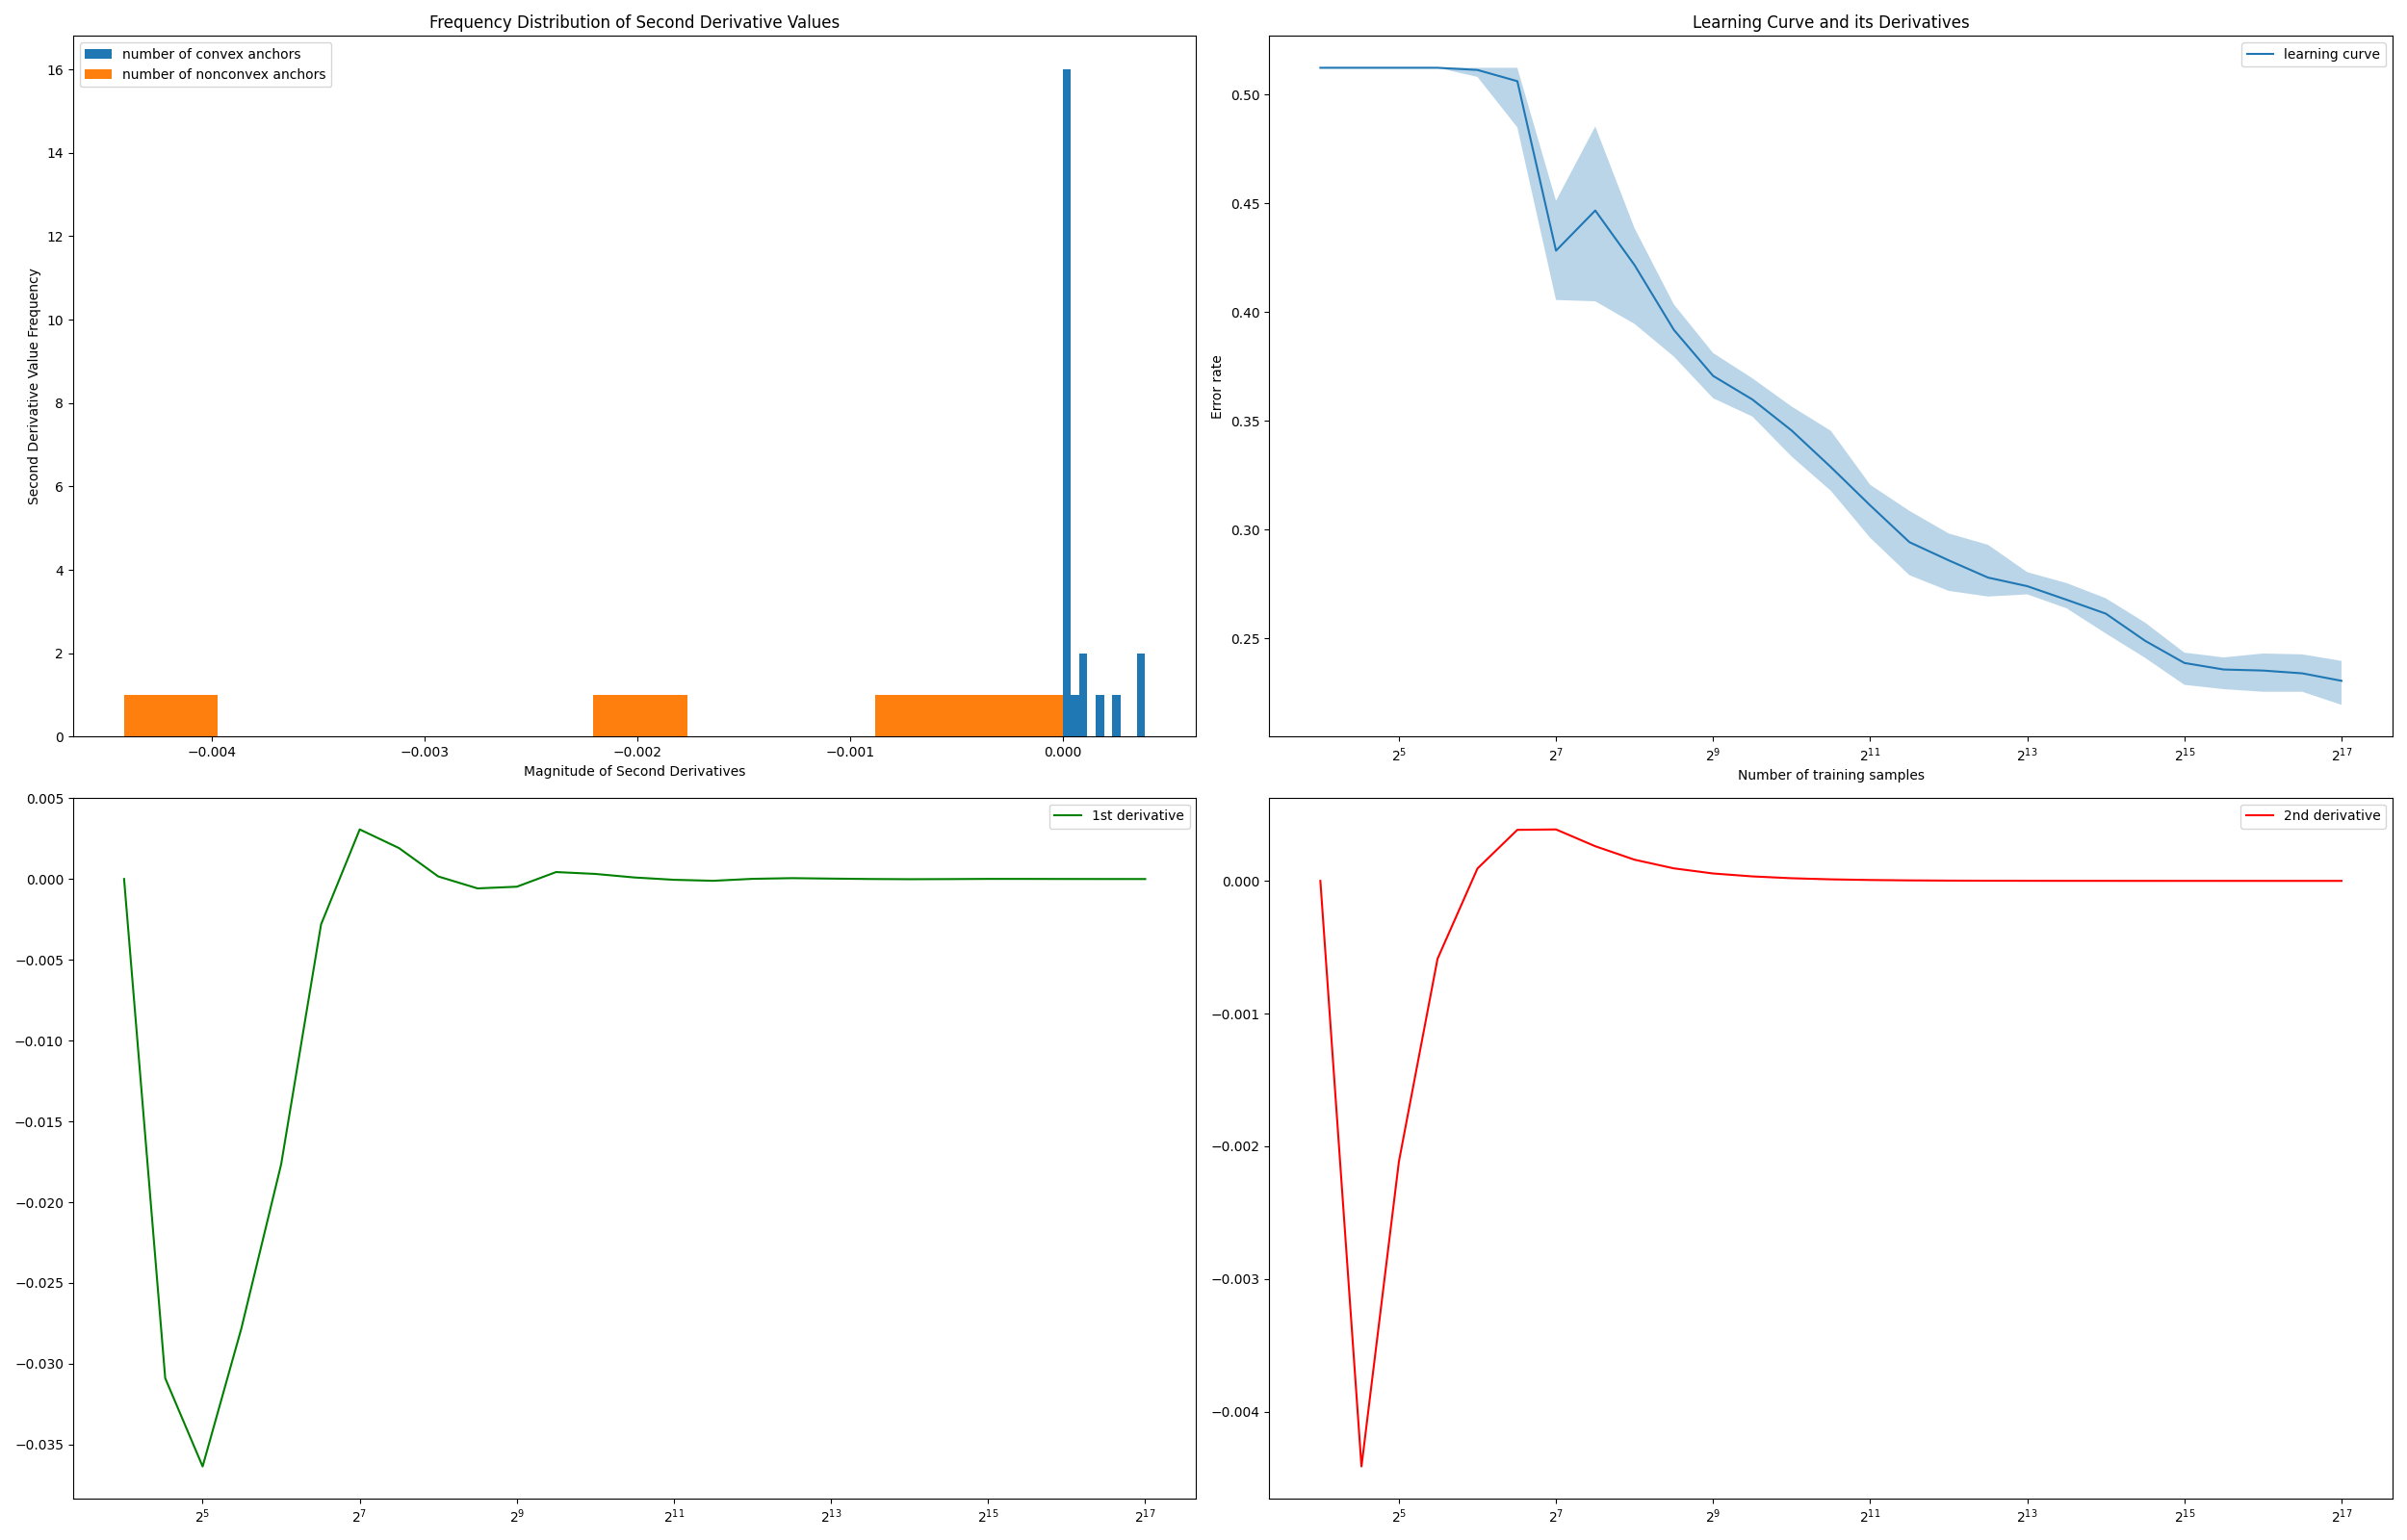 Frequency Distribution of Second Derivative Values
number of convex anchors
number of nonconvex anchors
16
14
12
10
8
6
4
2
0
Second Derivative Value Frequency
−0.004 −0.003 −0.002 −0.001 0.000
Magnitude of Second Derivatives
Learning Curve and its Derivatives
learning curve
0.50
0.45
0.40
0.35
0.30
0.25
Error rate
2^5 2^7 2^9 2^11 2^13 2^15 2^17
Number of training samples
1st derivative
0.005
0.000
−0.005
−0.010
−0.015
−0.020
−0.025
−0.030
−0.035
2^5 2^7 2^9 2^11 2^13 2^15 2^17
2nd derivative
0.000
−0.001
−0.002
−0.003
−0.004
2^5 2^7 2^9 2^11 2^13 2^15 2^17